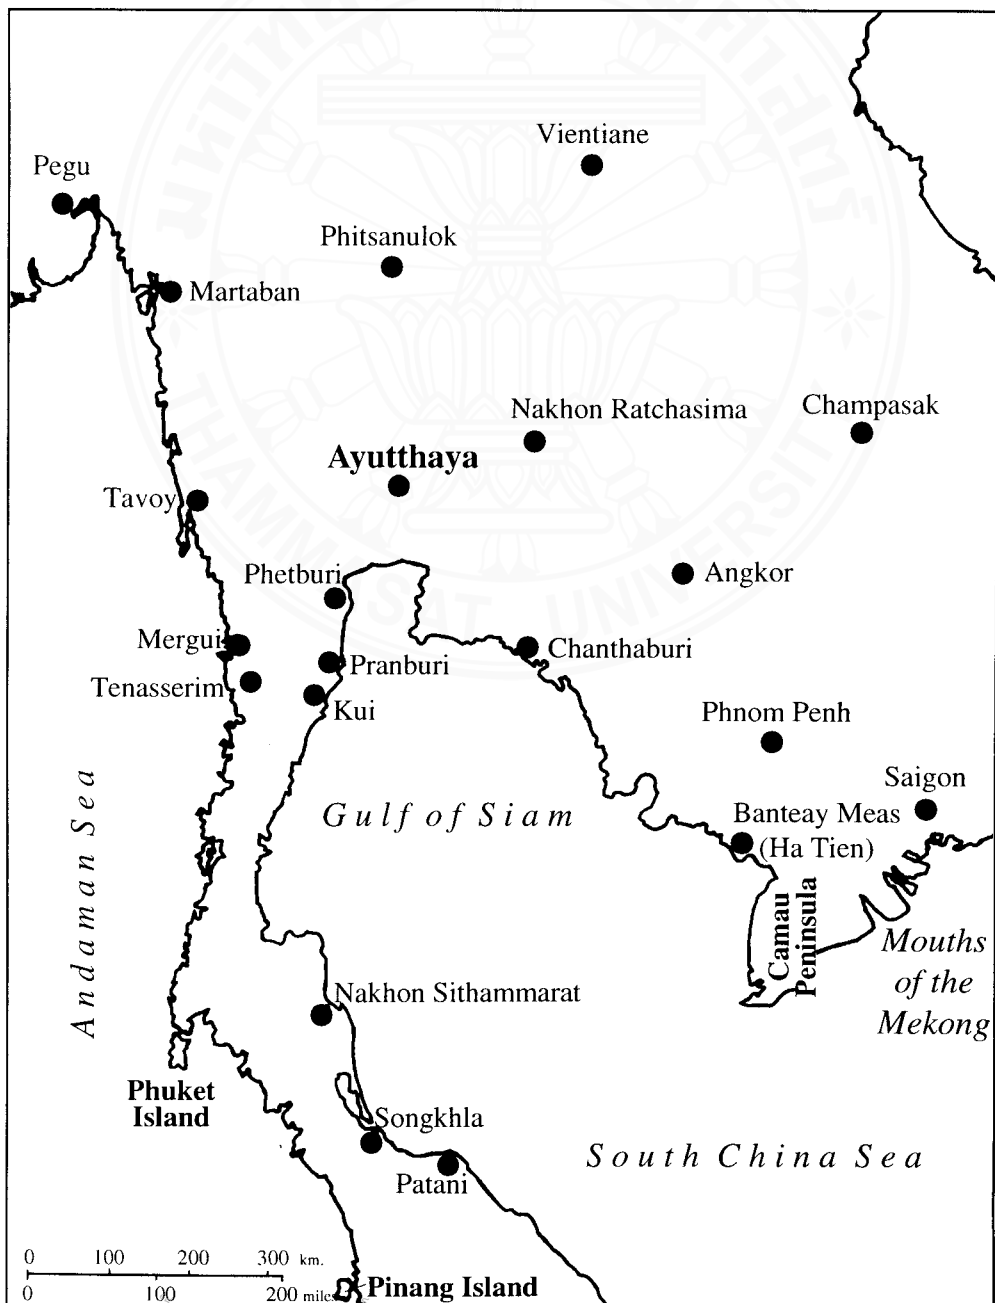 Vientiane
Pegu
Phitsanulok
Martaban
Nakhon Ratchasima
Champasak
Ayutthaya
Tavoy
Phetburi
Angkor
Mergui
Chanthaburi
Pranburi
Tenasserim
Kui
Phnom Penh
Saigon
Andaman Sea
Gulf of Siam
Banteay Meas
(Ha Tien)
Camau
Peninsula
Mouths
of the
Mekong
Nakhon Sithammarat
Phuket
Island
Songkhla
South China Sea
Patani
0 100 200 300 km.
0 100 200 miles
Pinang Island
THAMMASAT UNIVERSITY